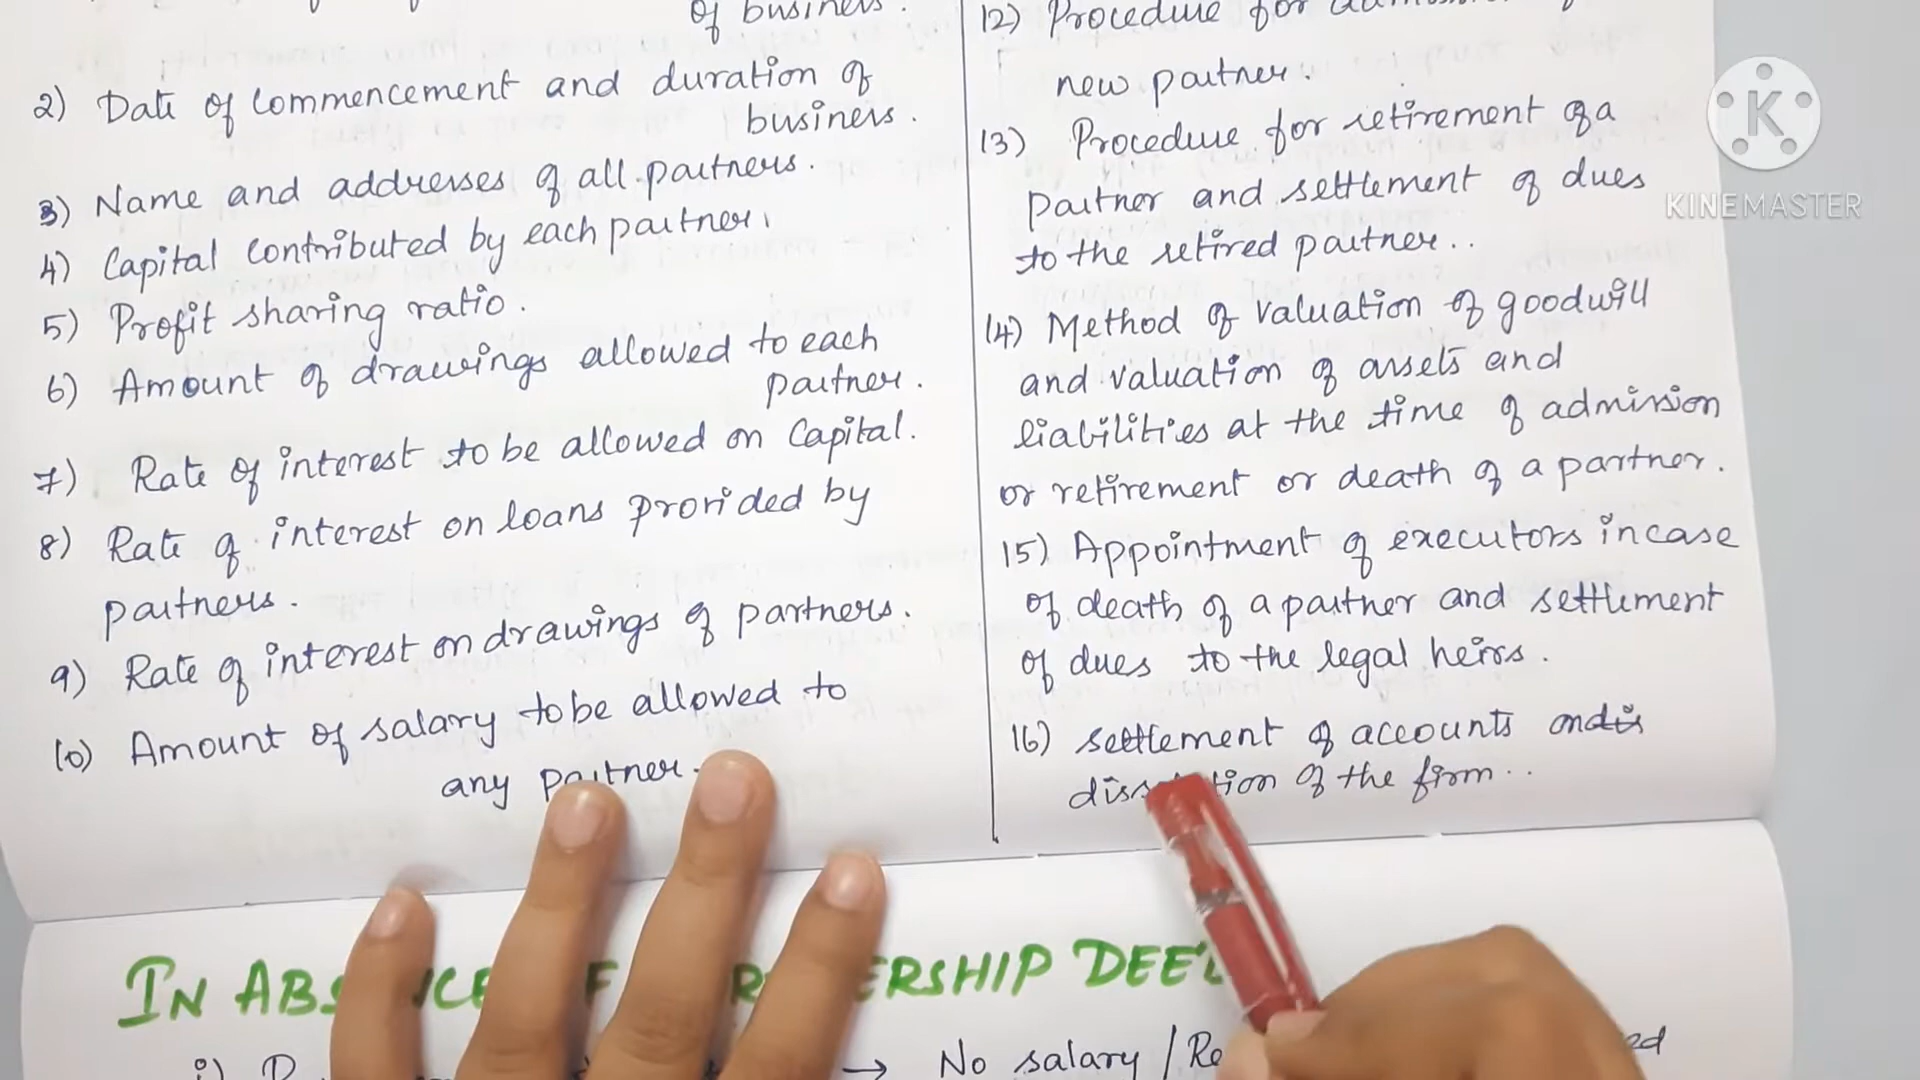 of business.
2) Date of Commencement and duration of
business.
3) Name and addresses of all partners.
4) Capital contributed by each partner.
5) Profit sharing ratio.
6) Amount of drawings allowed to each
partner.
7) Rate of interest to be allowed on Capital.
8) Rate of interest on loans provided by
partners.
9) Rate of interest on drawings of partners.
10) Amount of salary to be allowed to
any partner.
12) Procedure for
new partner.
13) Procedure for retirement of a
partner and settlement of dues
to the retired partner..
14) Method of valuation of goodwill
and valuation of assets and
liabilities at the time of admission
or retirement or death of a partner.
15) Appointment of executors incase
of death of a partner and settlement
of dues to the legal heirs.
16) settlement of accounts on
of the firm..
IN
No salary /
K
KINEMASTER